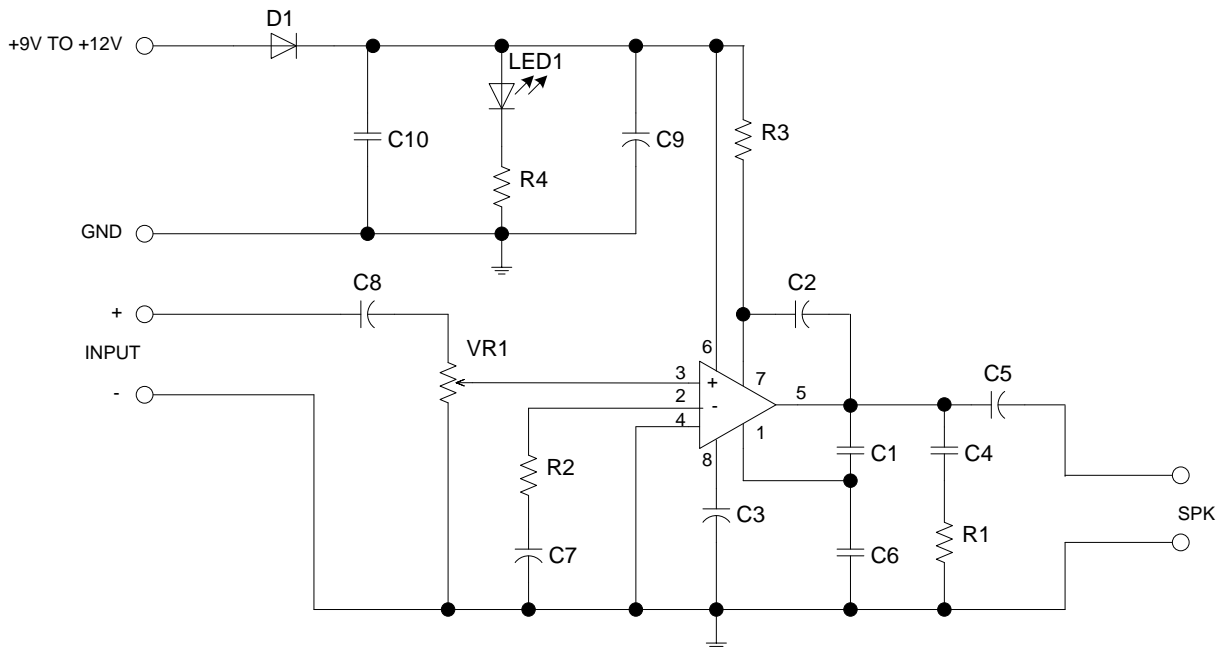 D1
+9V TO +12V
LED1
C10
C9
R3
R4
GND
C8
C2
+
INPUT
VR1
-
6
3
+
7
2
-
5
4
1
8
C5
C1
C4
R2
C3
SPK
C7
C6
R1